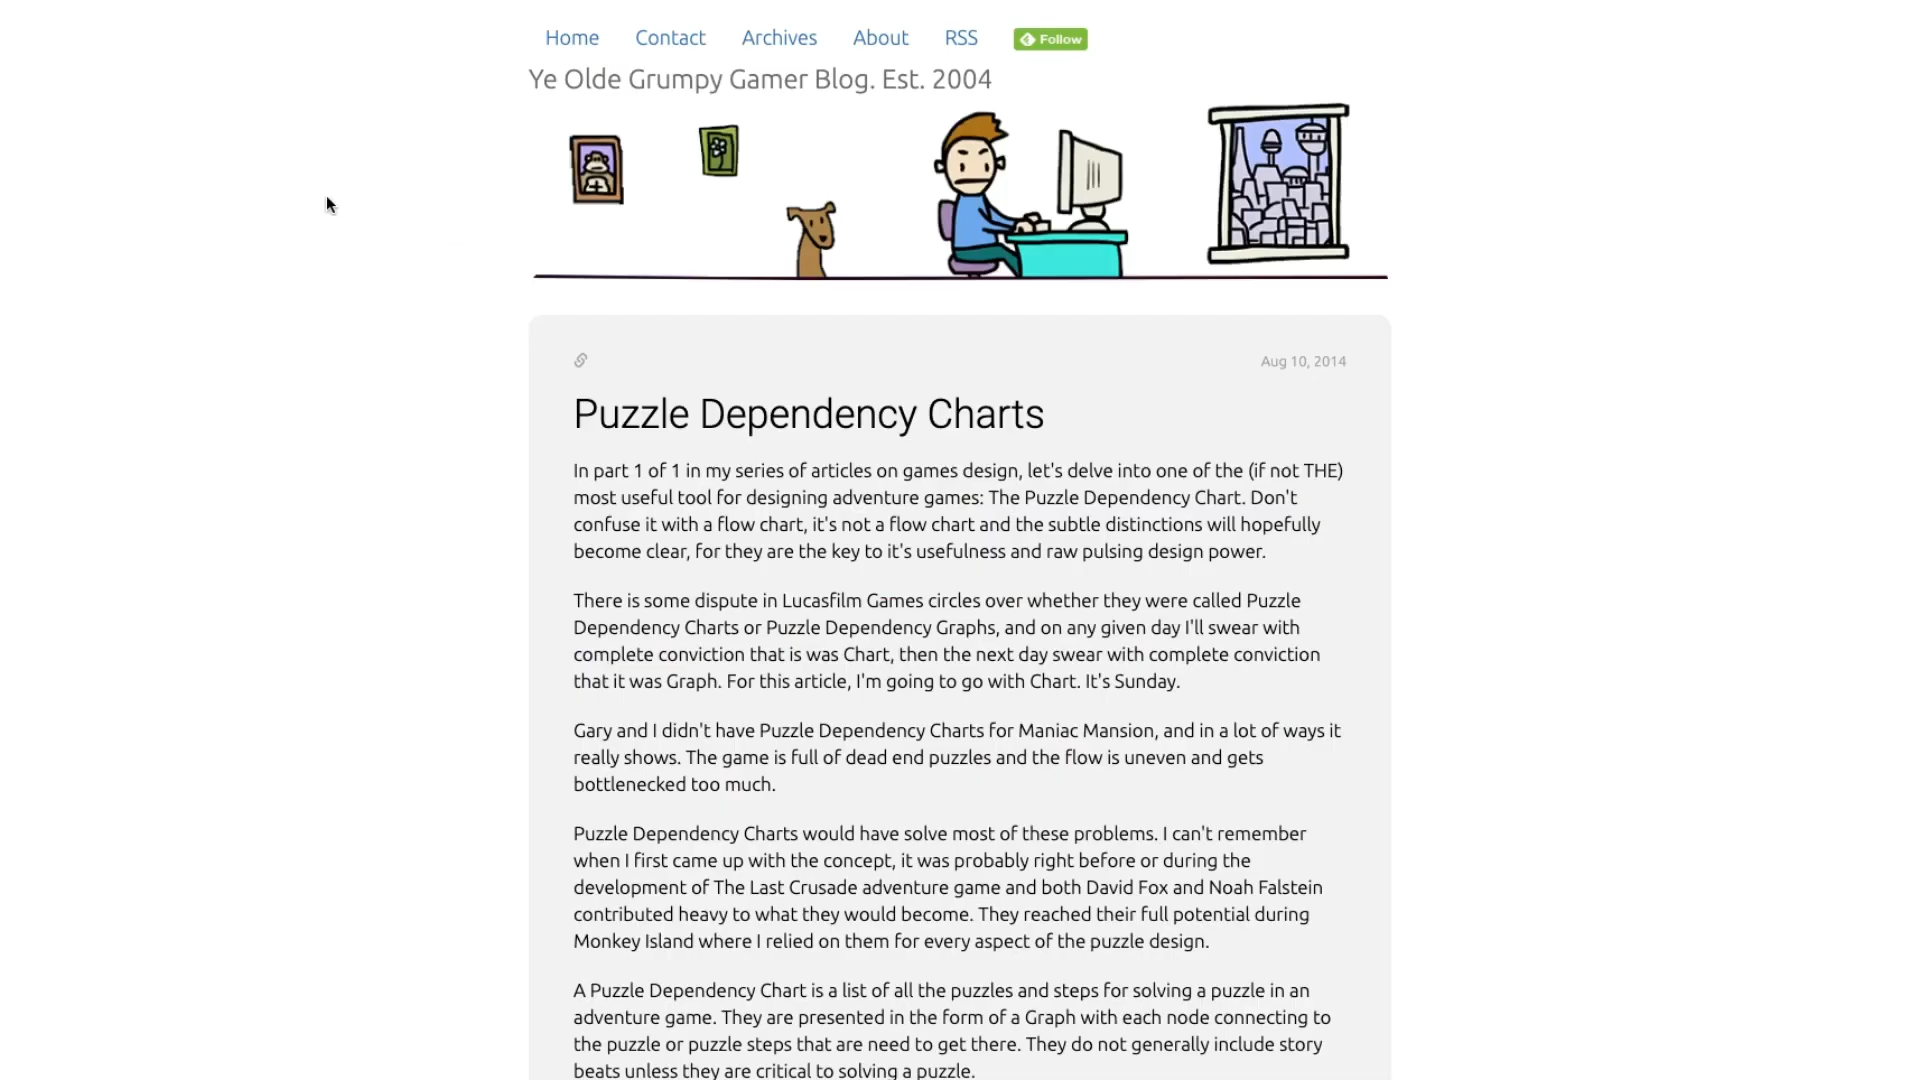 Home Contact Archives About RSS Follow
Ye Olde Grumpy Gamer Blog. Est. 2004
Aug 10, 2014
Puzzle Dependency Charts
In part 1 of 1 in my series of articles on games design, let's delve into one of the (if not THE)
most useful tool for designing adventure games: The Puzzle Dependency Chart. Don't
confuse it with a flow chart, it's not a flow chart and the subtle distinctions will hopefully
become clear, for they are the key to it's usefulness and raw pulsing design power.
There is some dispute in Lucasfilm Games circles over whether they were called Puzzle
Dependency Charts or Puzzle Dependency Graphs, and on any given day I'll swear with
complete conviction that is was Chart, then the next day swear with complete conviction
that it was Graph. For this article, I'm going to go with Chart. It's Sunday.
Gary and I didn't have Puzzle Dependency Charts for Maniac Mansion, and in a lot of ways it
really shows. The game is full of dead end puzzles and the flow is uneven and gets
bottlenecked too much.
Puzzle Dependency Charts would have solve most of these problems. I can't remember
when I first came up with the concept, it was probably right before or during the
development of The Last Crusade adventure game and both David Fox and Noah Falstein
contributed heavy to what they would become. They reached their full potential during
Monkey Island where I relied on them for every aspect of the puzzle design.
A Puzzle Dependency Chart is a list of all the puzzles and steps for solving a puzzle in an
adventure game. They are presented in the form of a Graph with each node connecting to
the puzzle or puzzle steps that are need to get there. They do not generally include story
beats unless they are critical to solving a puzzle.